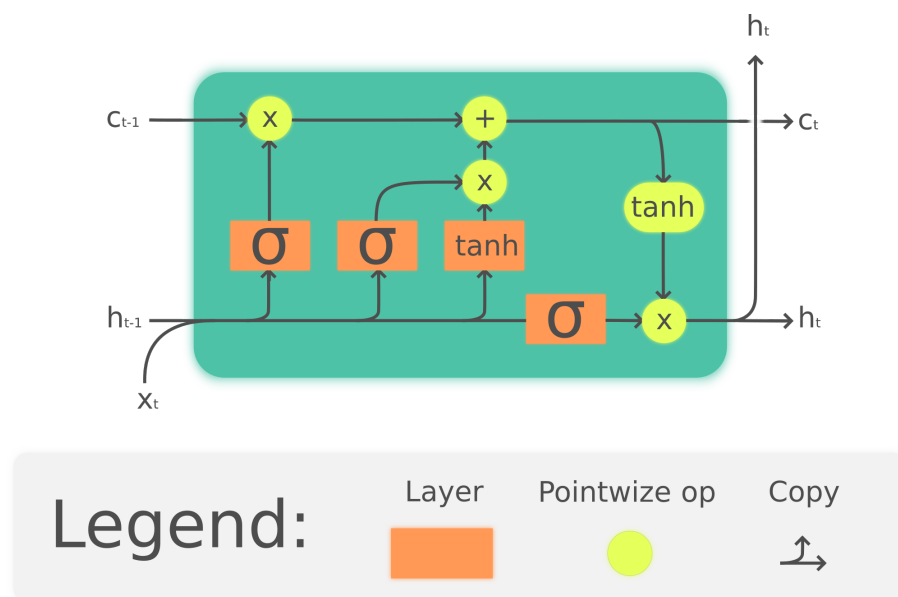 hₜ
cₜ₋₁ x + cₜ
x
tanh
σ σ tanh
hₜ₋₁ σ x hₜ
xₜ
Layer Pointwize op Copy
Legend: